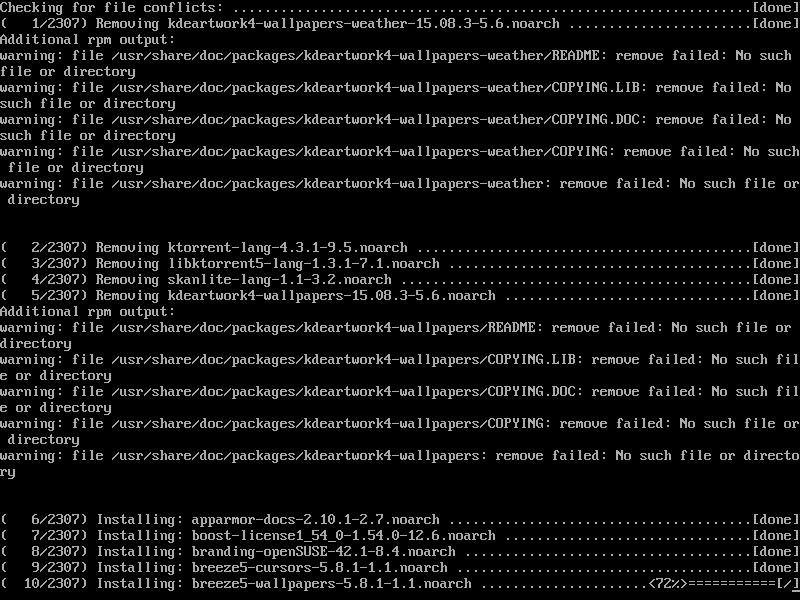 Checking for file conflicts: .................................................................[done]
(   1/2307) Removing kdeartwork4-wallpapers-weather-15.08.3-5.6.noarch .......................[done]
Additional rpm output:
warning: file /usr/share/doc/packages/kdeartwork4-wallpapers-weather/README: remove failed: No such
file or directory
warning: file /usr/share/doc/packages/kdeartwork4-wallpapers-weather/COPYING.LIB: remove failed: No
such file or directory
warning: file /usr/share/doc/packages/kdeartwork4-wallpapers-weather/COPYING.DOC: remove failed: No
such file or directory
warning: file /usr/share/doc/packages/kdeartwork4-wallpapers-weather/COPYING: remove failed: No such
 file or directory
warning: file /usr/share/doc/packages/kdeartwork4-wallpapers-weather: remove failed: No such file or
 directory
(   2/2307) Removing ktorrent-lang-4.3.1-9.5.noarch ..........................................[done]
(   3/2307) Removing libktorrent5-lang-1.3.1-7.1.noarch ......................................[done]
(   4/2307) Removing skanlite-lang-1.1-3.2.noarch ............................................[done]
(   5/2307) Removing kdeartwork4-wallpapers-15.08.3-5.6.noarch ...............................[done]
Additional rpm output:
warning: file /usr/share/doc/packages/kdeartwork4-wallpapers/README: remove failed: No such file or
directory
warning: file /usr/share/doc/packages/kdeartwork4-wallpapers/COPYING.LIB: remove failed: No such fil
e or directory
warning: file /usr/share/doc/packages/kdeartwork4-wallpapers/COPYING.DOC: remove failed: No such fil
e or directory
warning: file /usr/share/doc/packages/kdeartwork4-wallpapers/COPYING: remove failed: No such file or
 directory
warning: file /usr/share/doc/packages/kdeartwork4-wallpapers: remove failed: No such file or directo
ry
(   6/2307) Installing: apparmor-docs-2.10.1-2.7.noarch ......................................[done]
(   7/2307) Installing: boost-license1_54_0-1.54.0-12.6.noarch ...............................[done]
(   8/2307) Installing: branding-openSUSE-42.1-8.4.noarch ....................................[done]
(   9/2307) Installing: breeze5-cursors-5.8.1-1.1.noarch .....................................[done]
(  10/2307) Installing: breeze5-wallpapers-5.8.1-1.1.noarch .....................<72%>===========[/]